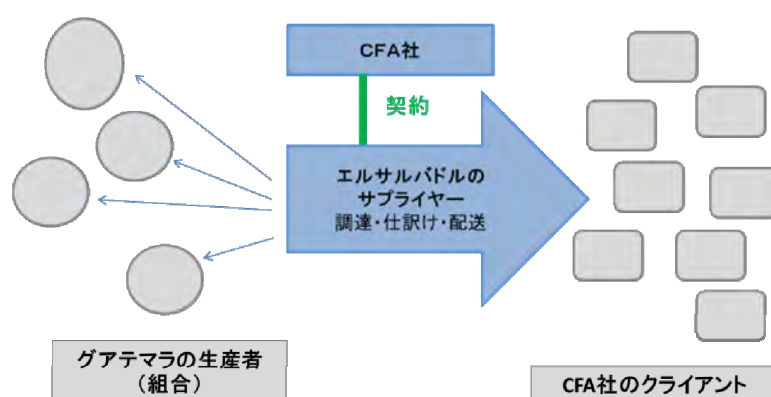 CFA社
契約
エルサルバドルの
サプライヤー
調達・仕訳け・配送
グアテマラの生産者
(組合)
CFA社のクライアント